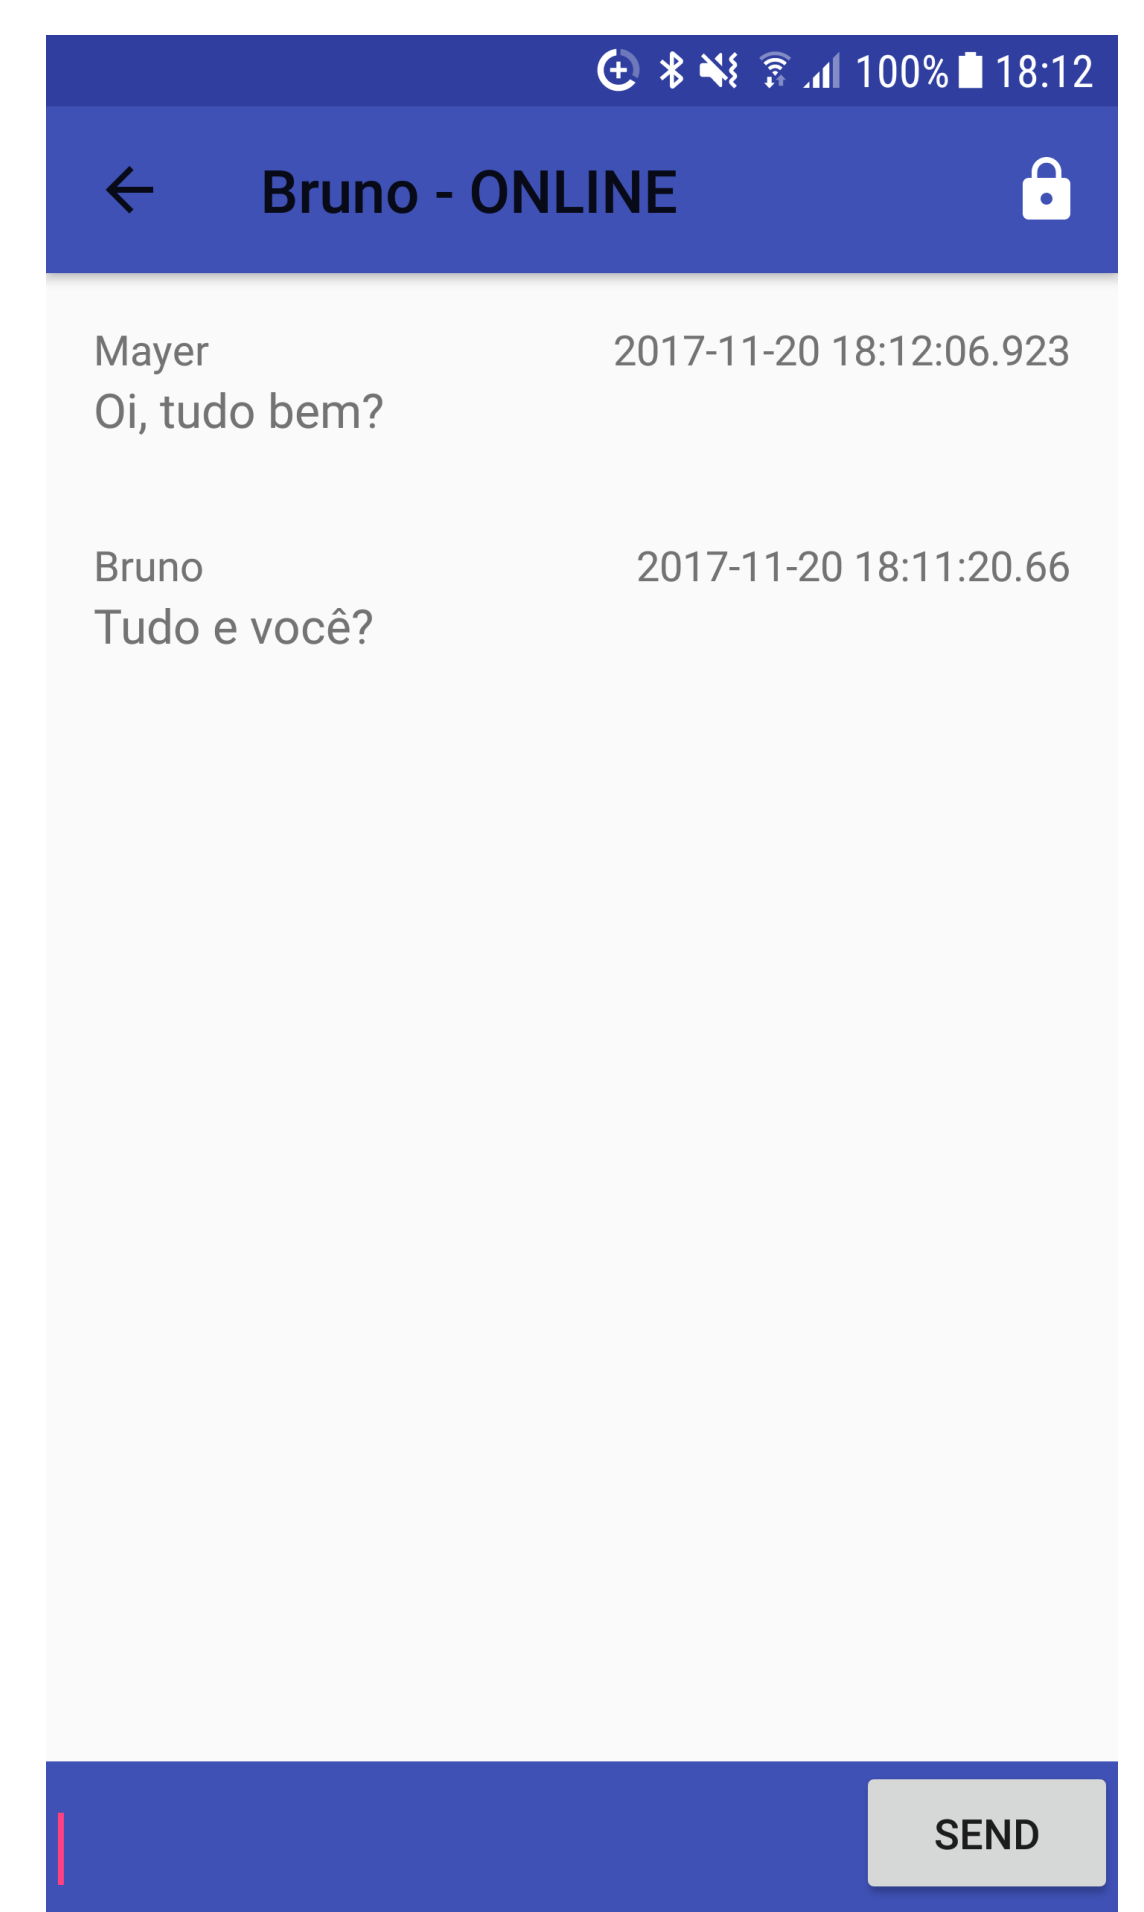 100% 18:12
Bruno - ONLINE
Mayer 2017-11-20 18:12:06.923
Oi, tudo bem?
Bruno 2017-11-20 18:11:20.66
Tudo e você?
SEND